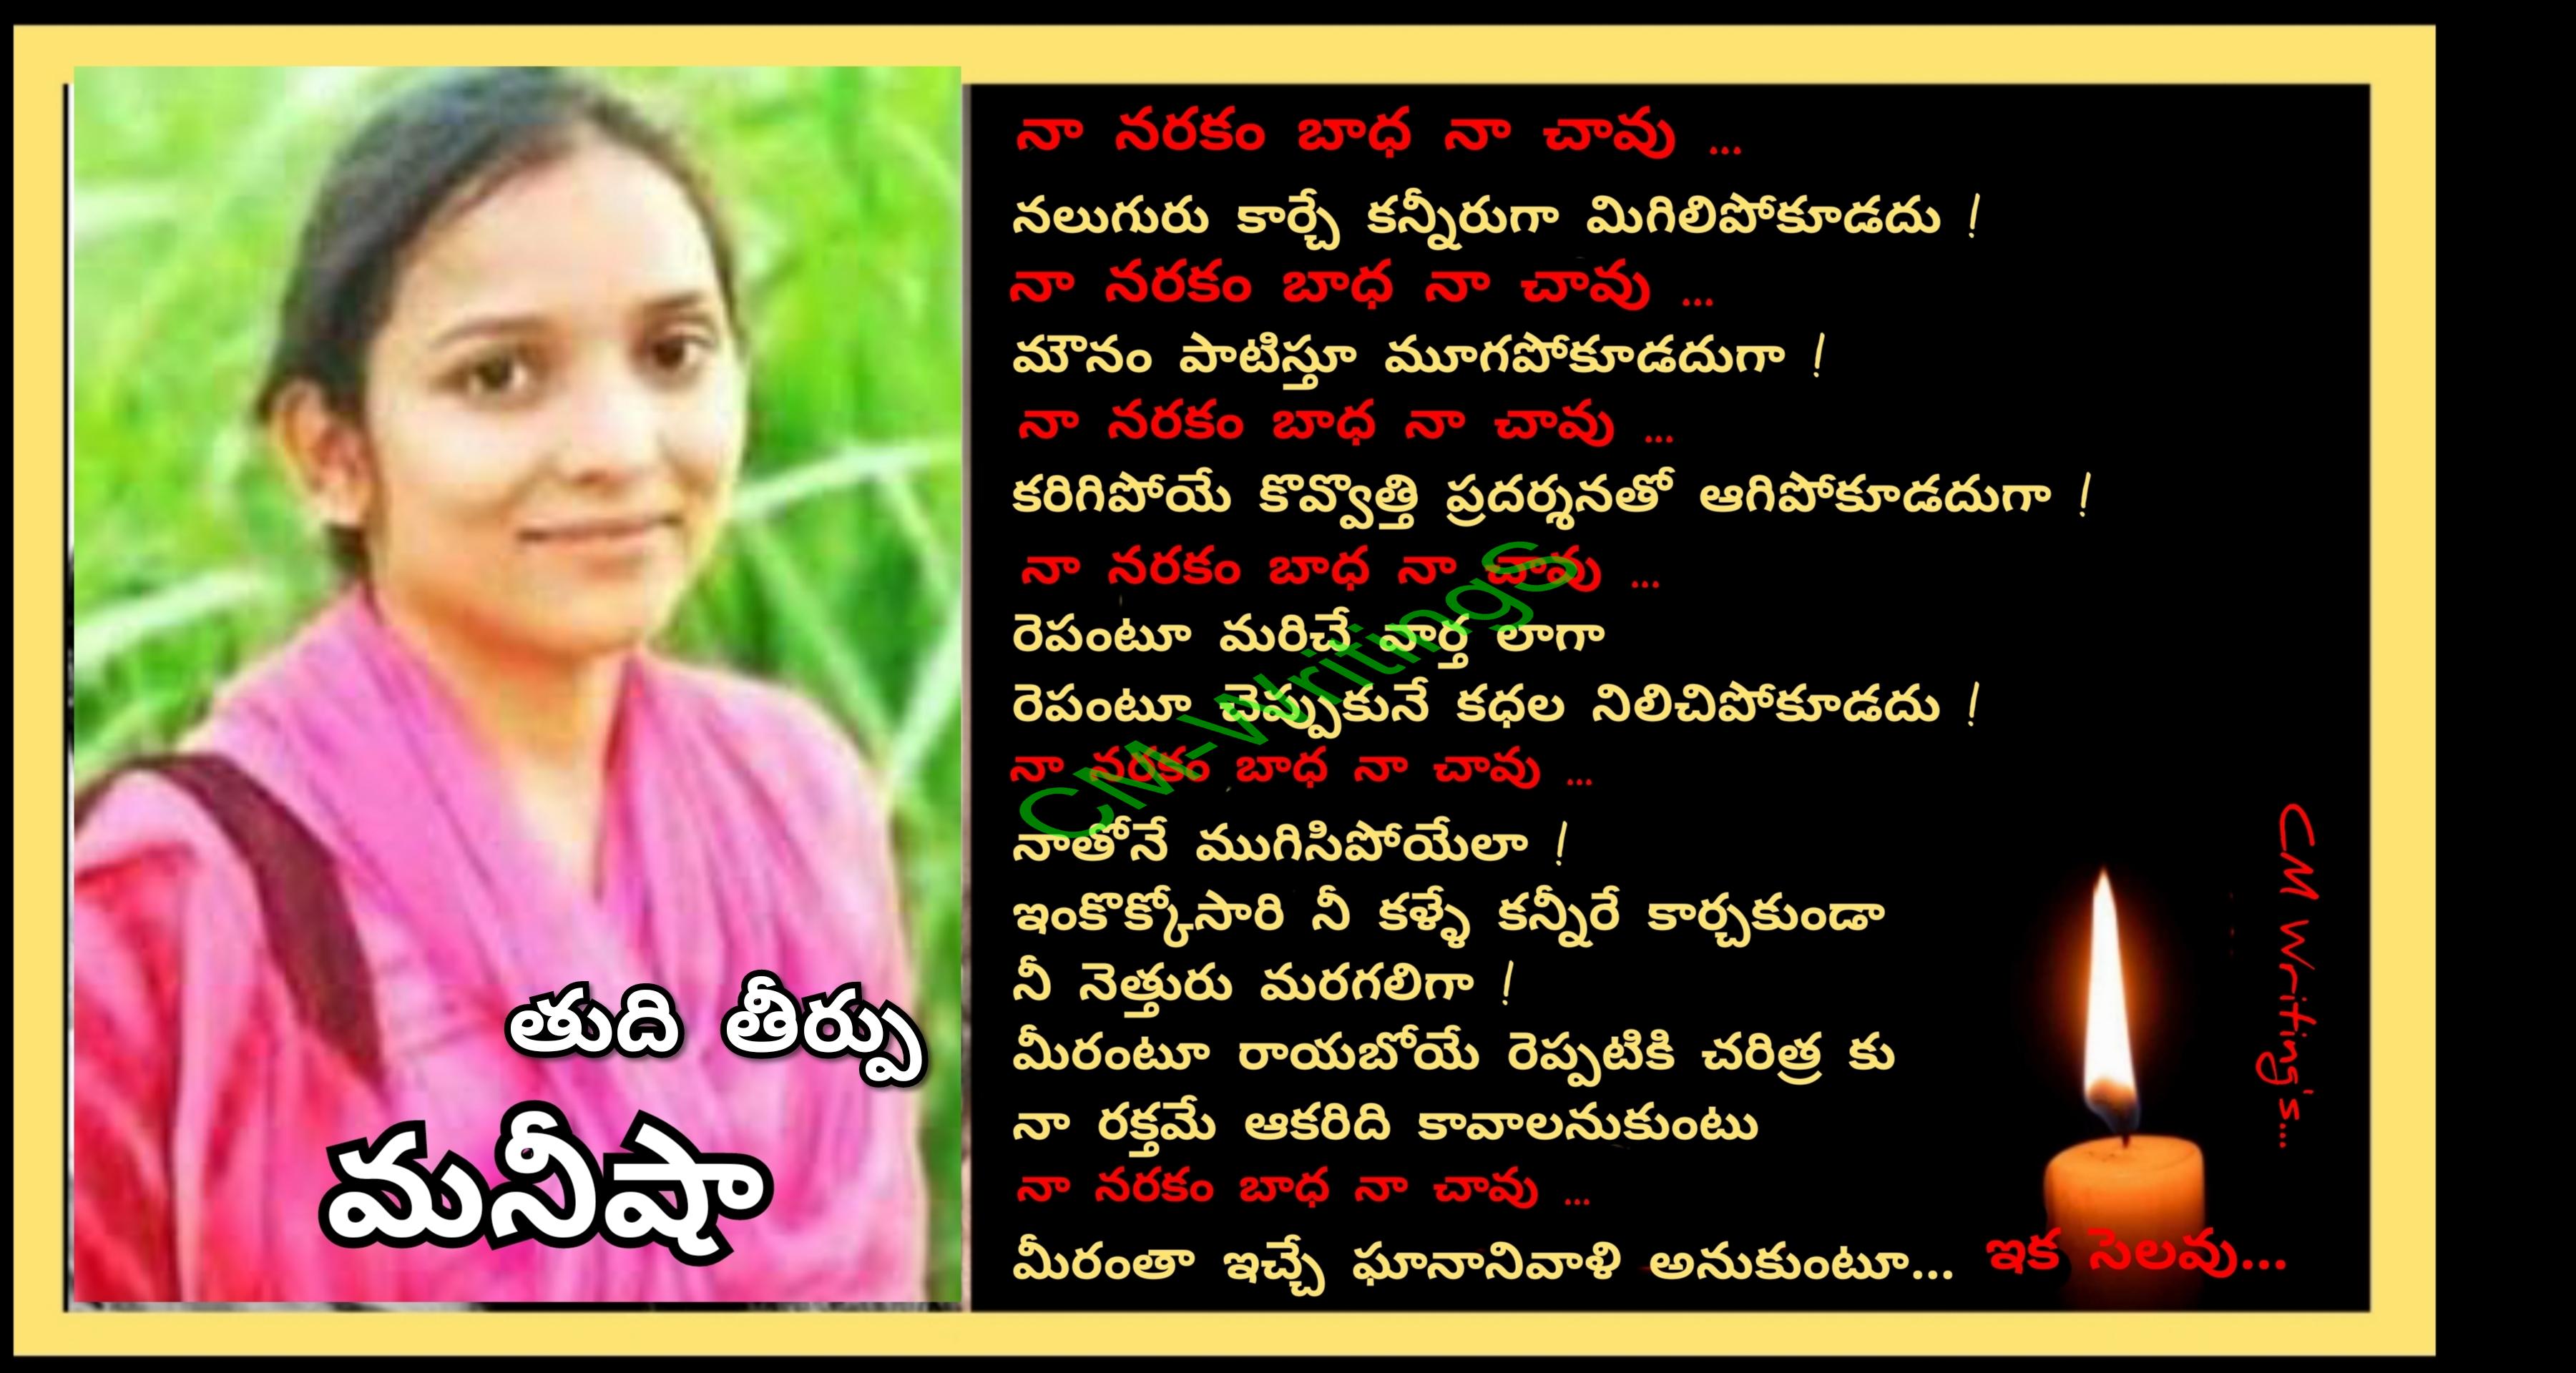 నా నరకం బాధ నా చావు ...
నలుగురు కార్చే కన్నీరుగా మిగిలిపోకూడదు !
నా నరకం బాధ నా చావు ...
మౌనం పాటిస్తూ మూగపోకూడదుగా !
నా నరకం బాధ నా చావు ...
కరిగిపోయే కొవ్వొత్తి ప్రదర్శనతో ఆగిపోకూడదుగా !
నా నరకం బాధ నా చావు ...
రెపంటూ మరిచే వార్త లాగా
రెపంటూ చెప్పుకునే కధల నిలిచిపోకూడదు !
నా నరకం బాధ నా చావు ...
నాతోనే ముగిసిపోయేలా !
ఇంకొక్కోసారి నీ కళ్ళే కన్నీరే కార్చకుండా
నీ నెత్తురు మరగలిగా !
మీరంటూ రాయబోయే రెప్పటికి చరిత్ర కు
నా రక్తమే ఆకరిది కావాలనుకుంటు
నా నరకం బాధ నా చావు ...
మీరంతా ఇచ్చే ఘానానివాళి అనుకుంటూ... ఇక సెలవు...
తుది తీర్పు
మనీషా
CM-Writings
CM Writing's...